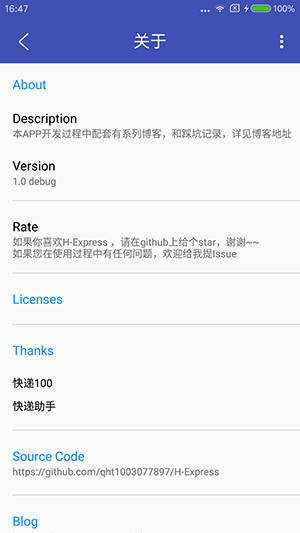 16:47
100%
关于
About
Description
本APP开发过程中配套有系列博客，和踩坑记录，详见博客地址
Version
1.0 debug
Rate
如果你喜欢H-Express ，请在github上给个star，谢谢~~
如果您在使用过程中有任何问题，欢迎给我提Issue
Licenses
Thanks
快递100
快递助手
Source Code
https://github.com/qht1003077897/H-Express
Blog